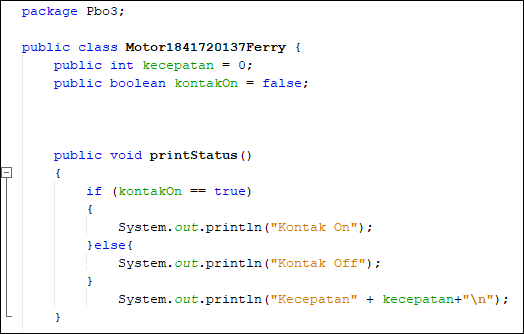 package Pbo3;
public class Motor1841720137Ferry {
public int kecepatan = 0;
public boolean kontakOn = false;
public void printStatus()
{
if (kontakOn == true)
{
System.out.println("Kontak On");
}else{
System.out.println("Kontak Off");
}
System.out.println("Kecepatan" + kecepatan+"\n");
}